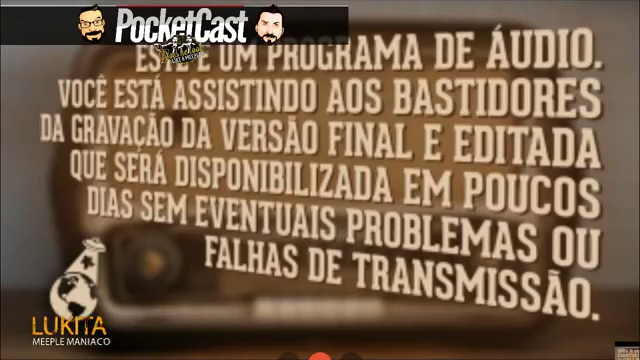 PocketCast
ESTE É UM PROGRAMA DE ÁUDIO.
VOCÊ ESTÁ ASSISTINDO AOS BASTIDORES
DA GRAVAÇÃO DA VERSÃO FINAL E EDITADA
QUE SERÁ DISPONIBILIZADA EM POUCOS
DIAS SEM EVENTUAIS PROBLEMAS OU
FALHAS DE TRANSMISSÃO.
LUKITA
MEEPLE MANIACO